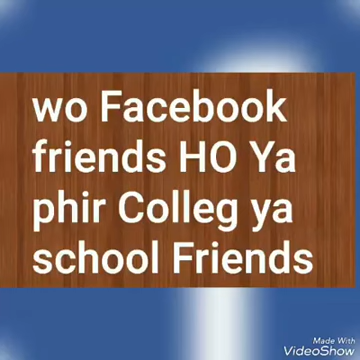 wo Facebook
friends HO Ya
phir Colleg ya
school Friends
Made With
VideoShow